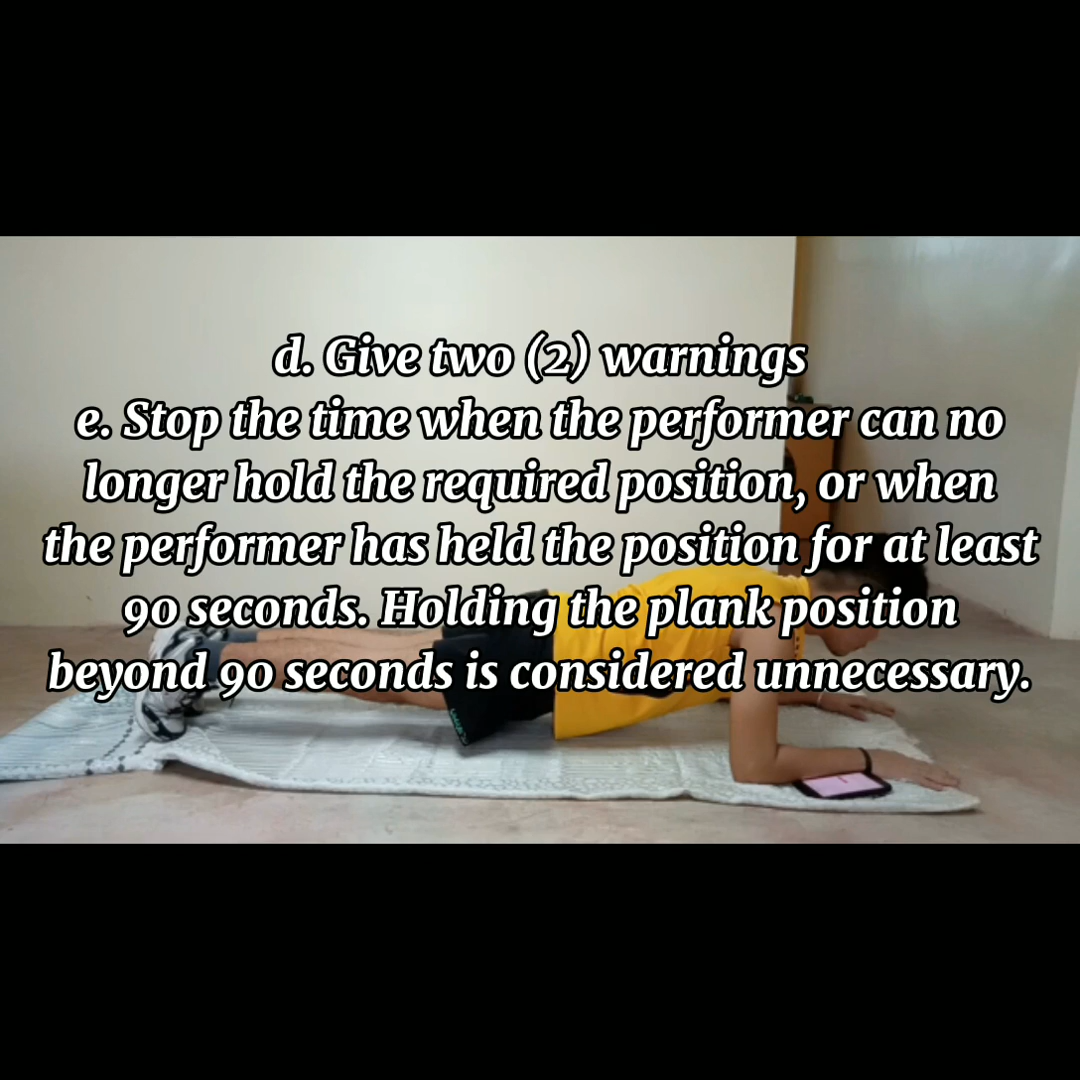 d. Give two (2) warnings
e. Stop the time when the performer can no
longer hold the required position, or when
the performer has held the position for at least
90 seconds. Holding the plank position
beyond 90 seconds is considered unnecessary.